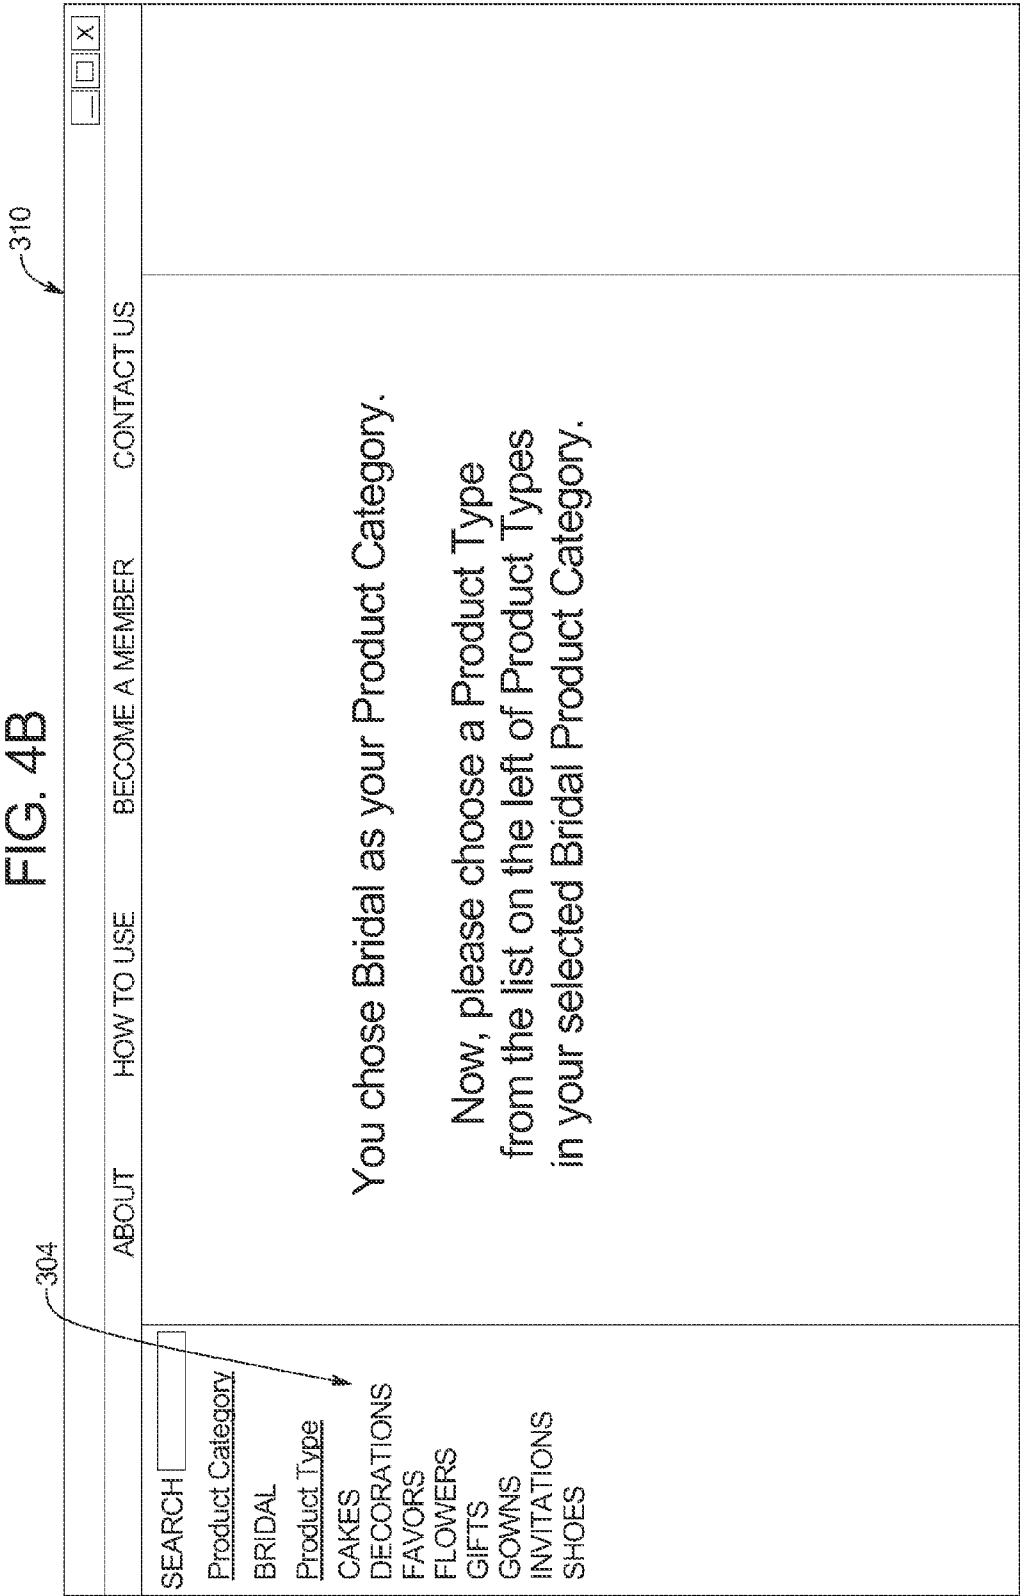 FIG. 4B
310
304
_ □ X
ABOUT HOW TO USE BECOME A MEMBER CONTACT US
SEARCH
Product Category
BRIDAL
Product Type
CAKES
DECORATIONS
FAVORS
FLOWERS
GIFTS
GOWNS
INVITATIONS
SHOES
You chose Bridal as your Product Category.
Now, please choose a Product Type
from the list on the left of Product Types
in your selected Bridal Product Category.